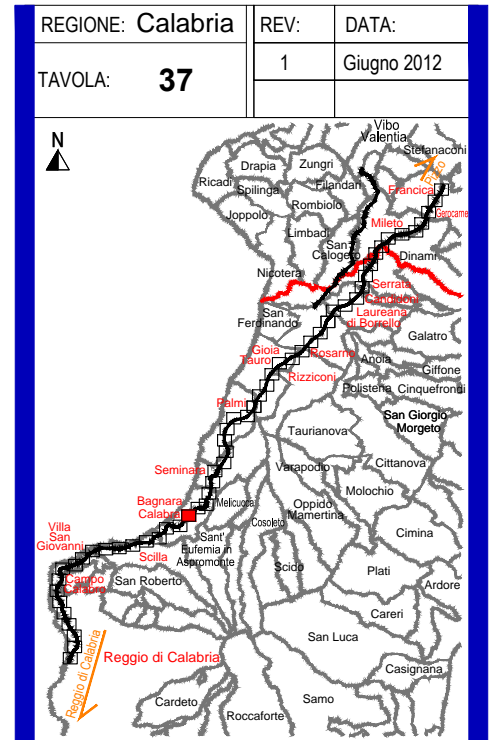 REGIONE: Calabria
REV:
DATA:
TAVOLA: 37
1
Giugno 2012
N
Vibo
Valentia
Stefanaconi
Pizzo
Drapia
Zungri
Ricadi
Spilinga
Filandari
Francica
Rombiolo
Joppolo
Gerocarne
Mileto
Limbadi
San
Calogero
Dinami
Nicotera
Serrata
Candidoni
San
Ferdinando
Laureana
di Borrello
Galatro
Gioia
Tauro
Rosarno
Anoia
Giffone
Rizziconi
Polistena
Cinquefrondi
Palmi
San Giorgio
Morgeto
Taurianova
Seminara
Varapodio
Cittanova
Bagnara
Calabra
Melicuccà
Molochio
Oppido
Mamertina
Cosoleto
Villa
San
Giovanni
Sant'
Eufemia in
Aspromonte
Cimina
Scilla
Scido
Plati
Campo
Calabro
San Roberto
Ardore
Careri
San Luca
Reggio di Calabria
Reggio di Calabria
Casignana
Cardeto
Samo
Roccaforte